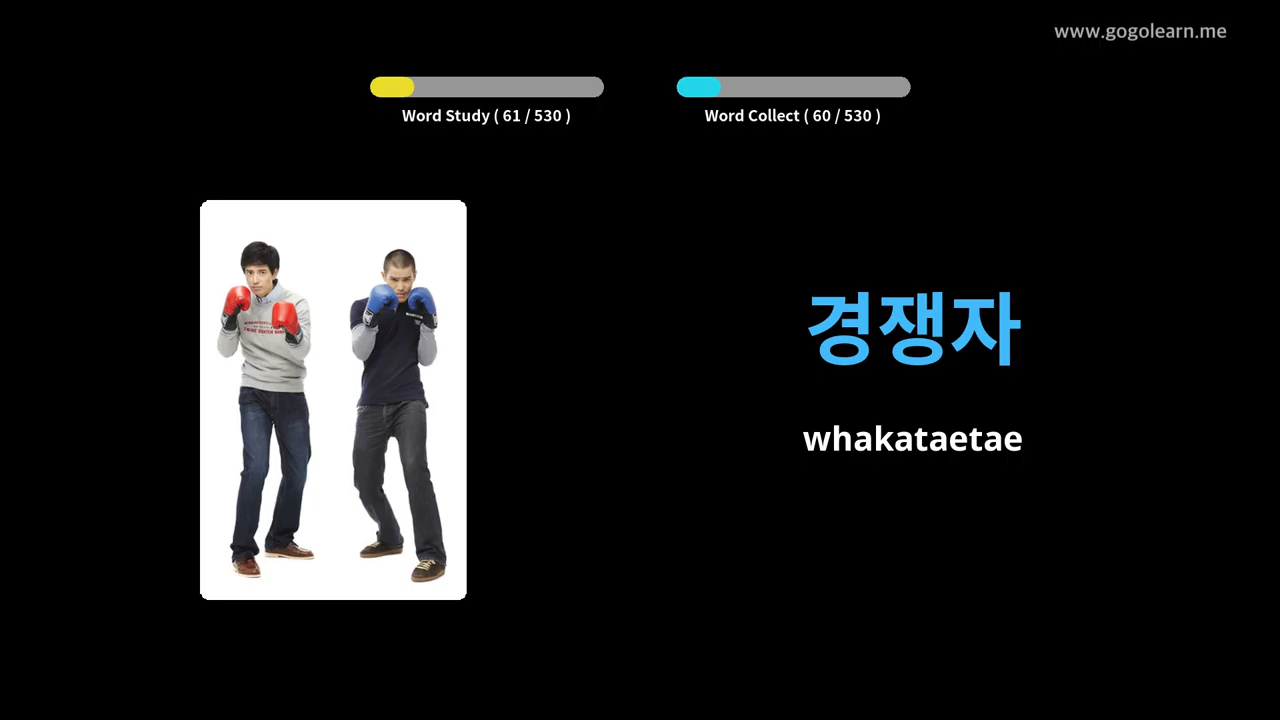 www.gogolearn.me
Word Study ( 61 / 530 )
Word Collect ( 60 / 530 )
경쟁자
whakataetae